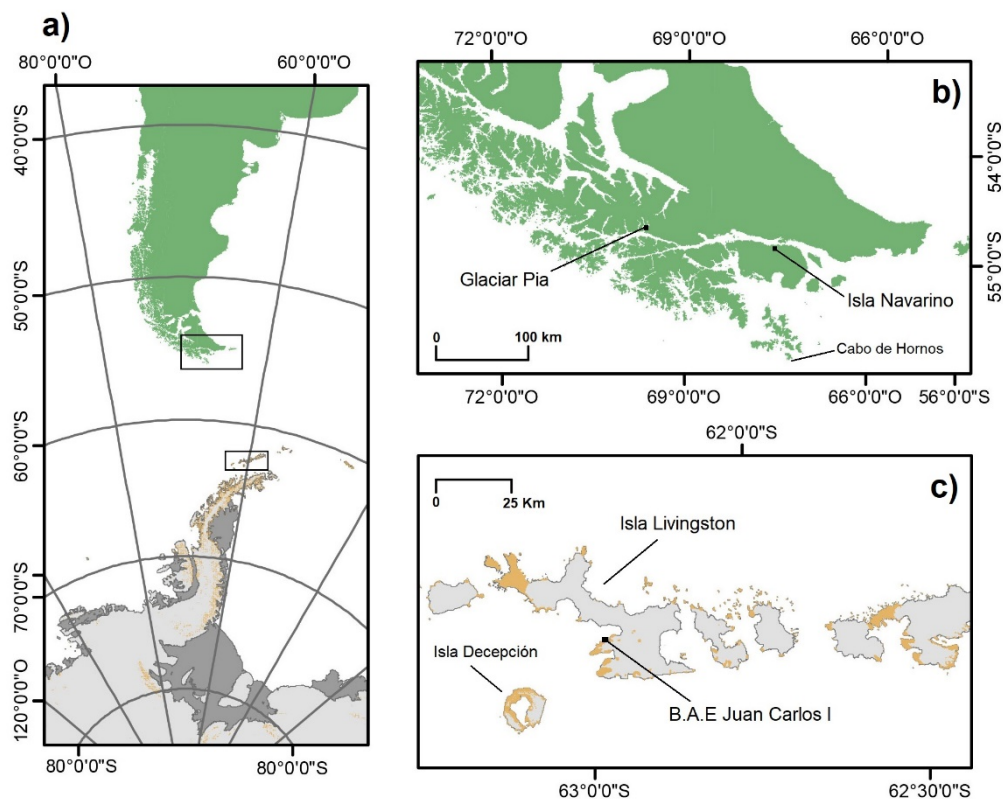 a)
80°0'0"O
60°0'0"O
40°0'0"S
50°0'0"S
60°0'0"S
70°0'0"S
120°0'0"O
80°0'0"S
80°0'0"O
72°0'0"O
69°0'0"O
66°0'0"O
b)
54°0'0"S
55°0'0"S
Glaciar Pia
Isla Navarino
Cabo de Hornos
0
100 km
72°0'0"O
69°0'0"O
66°0'0"O
56°0'0"S
62°0'0"S
c)
0
25 Km
Isla Livingston
Isla Decepción
B.A.E Juan Carlos I
63°0'0"S
62°30'0"S